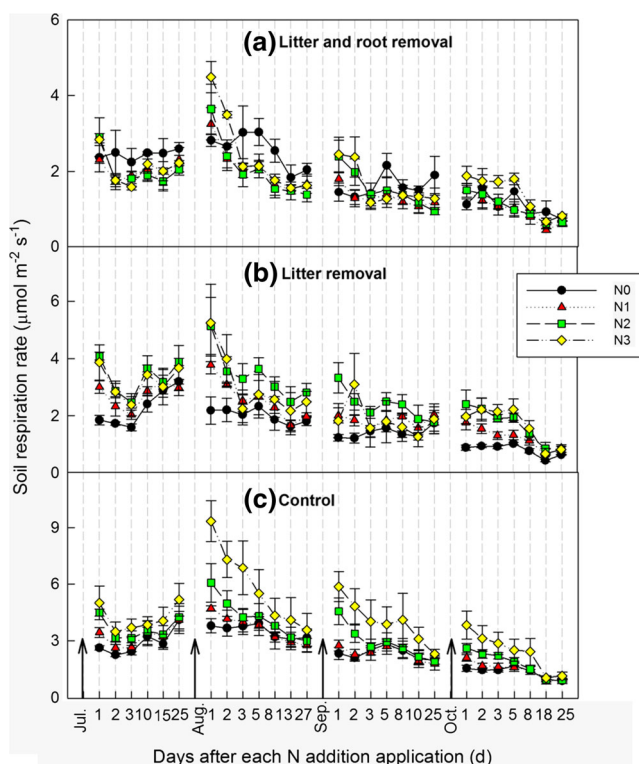 (a) Litter and root removal
6
4
2
0
(b) Litter removal
6
4
2
0
N0
N1
N2
N3
(c) Control
9
6
3
0
Soil respiration rate (μmol m⁻² s⁻¹)
Jul. 1 2 3 10 15 25 Aug. 1 2 3 5 8 13 27 Sep. 1 2 3 5 8 10 25 Oct. 1 2 3 5 8 18 25
Days after each N addition application (d)